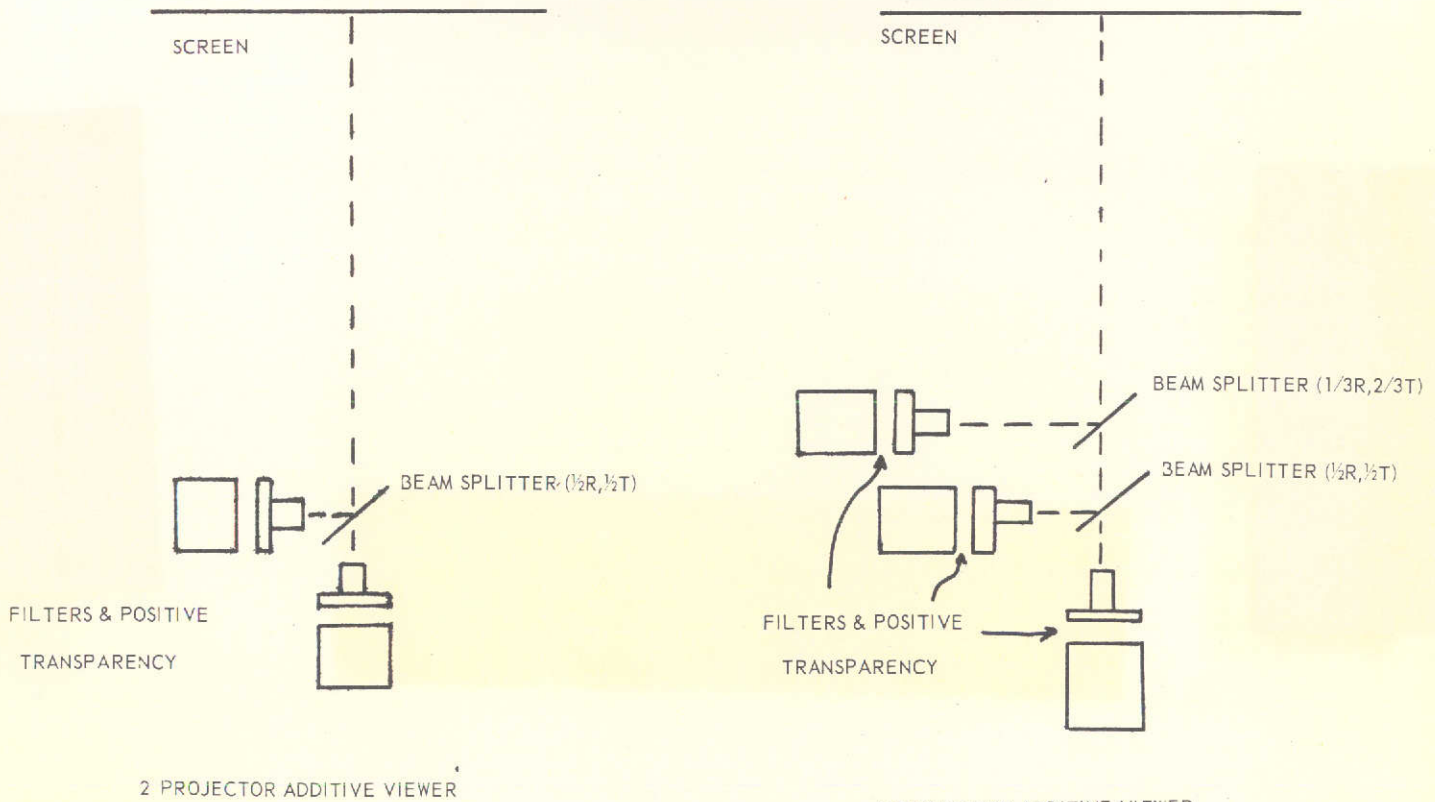 SCREEN
BEAM SPLITTER (½R,½T)
FILTERS & POSITIVE
TRANSPARENCY
2 PROJECTOR ADDITIVE VIEWER
SCREEN
BEAM SPLITTER (1/3R,2/3T)
BEAM SPLITTER (½R,½T)
FILTERS & POSITIVE
TRANSPARENCY
VIEWER